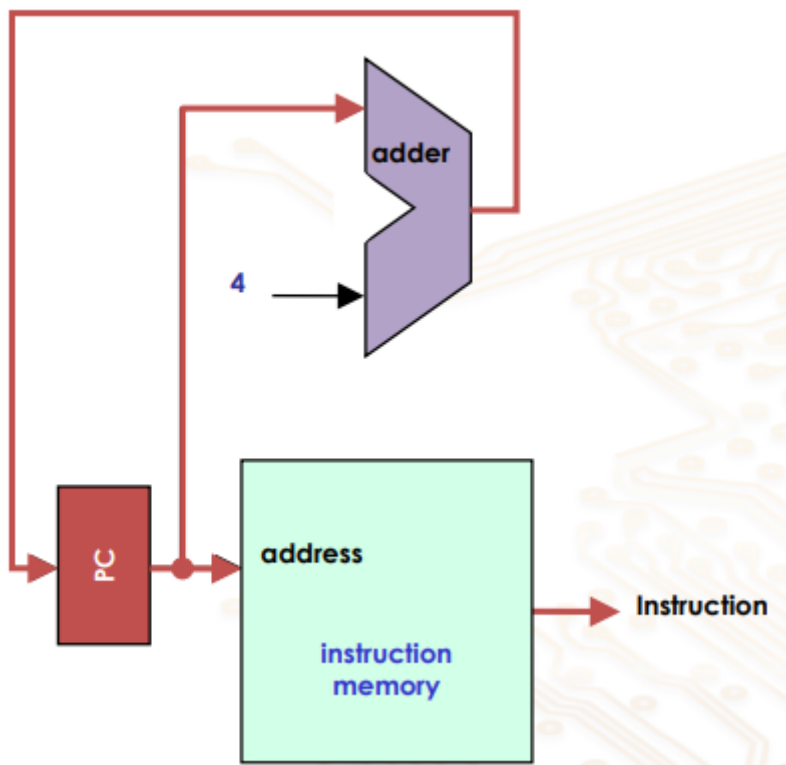 adder
4
PC
address
Instruction
instruction
memory